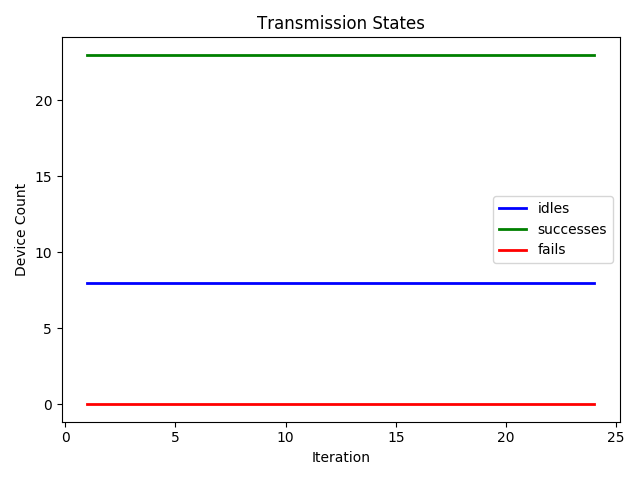 Transmission States
Device Count
20
15
10
5
0
idles
successes
fails
0 5 10 15 20 25
Iteration